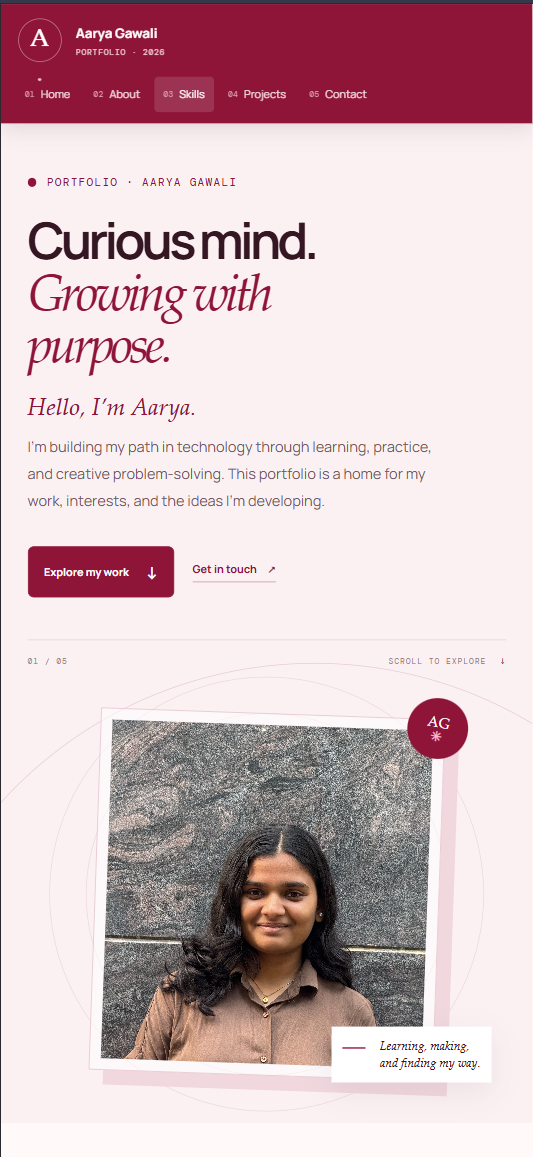 A
Aarya Gawali
PORTFOLIO · 2026
01 Home 02 About 03 Skills 04 Projects 05 Contact
PORTFOLIO · AARYA GAWALI
Curious mind.
Growing with
purpose.
Hello, I’m Aarya.
I’m building my path in technology through learning, practice,
and creative problem-solving. This portfolio is a home for my
work, interests, and the ideas I’m developing.
Explore my work ↓ Get in touch ↗
01 / 05 SCROLL TO EXPLORE ↓
AG
Learning, making,
and finding my way.